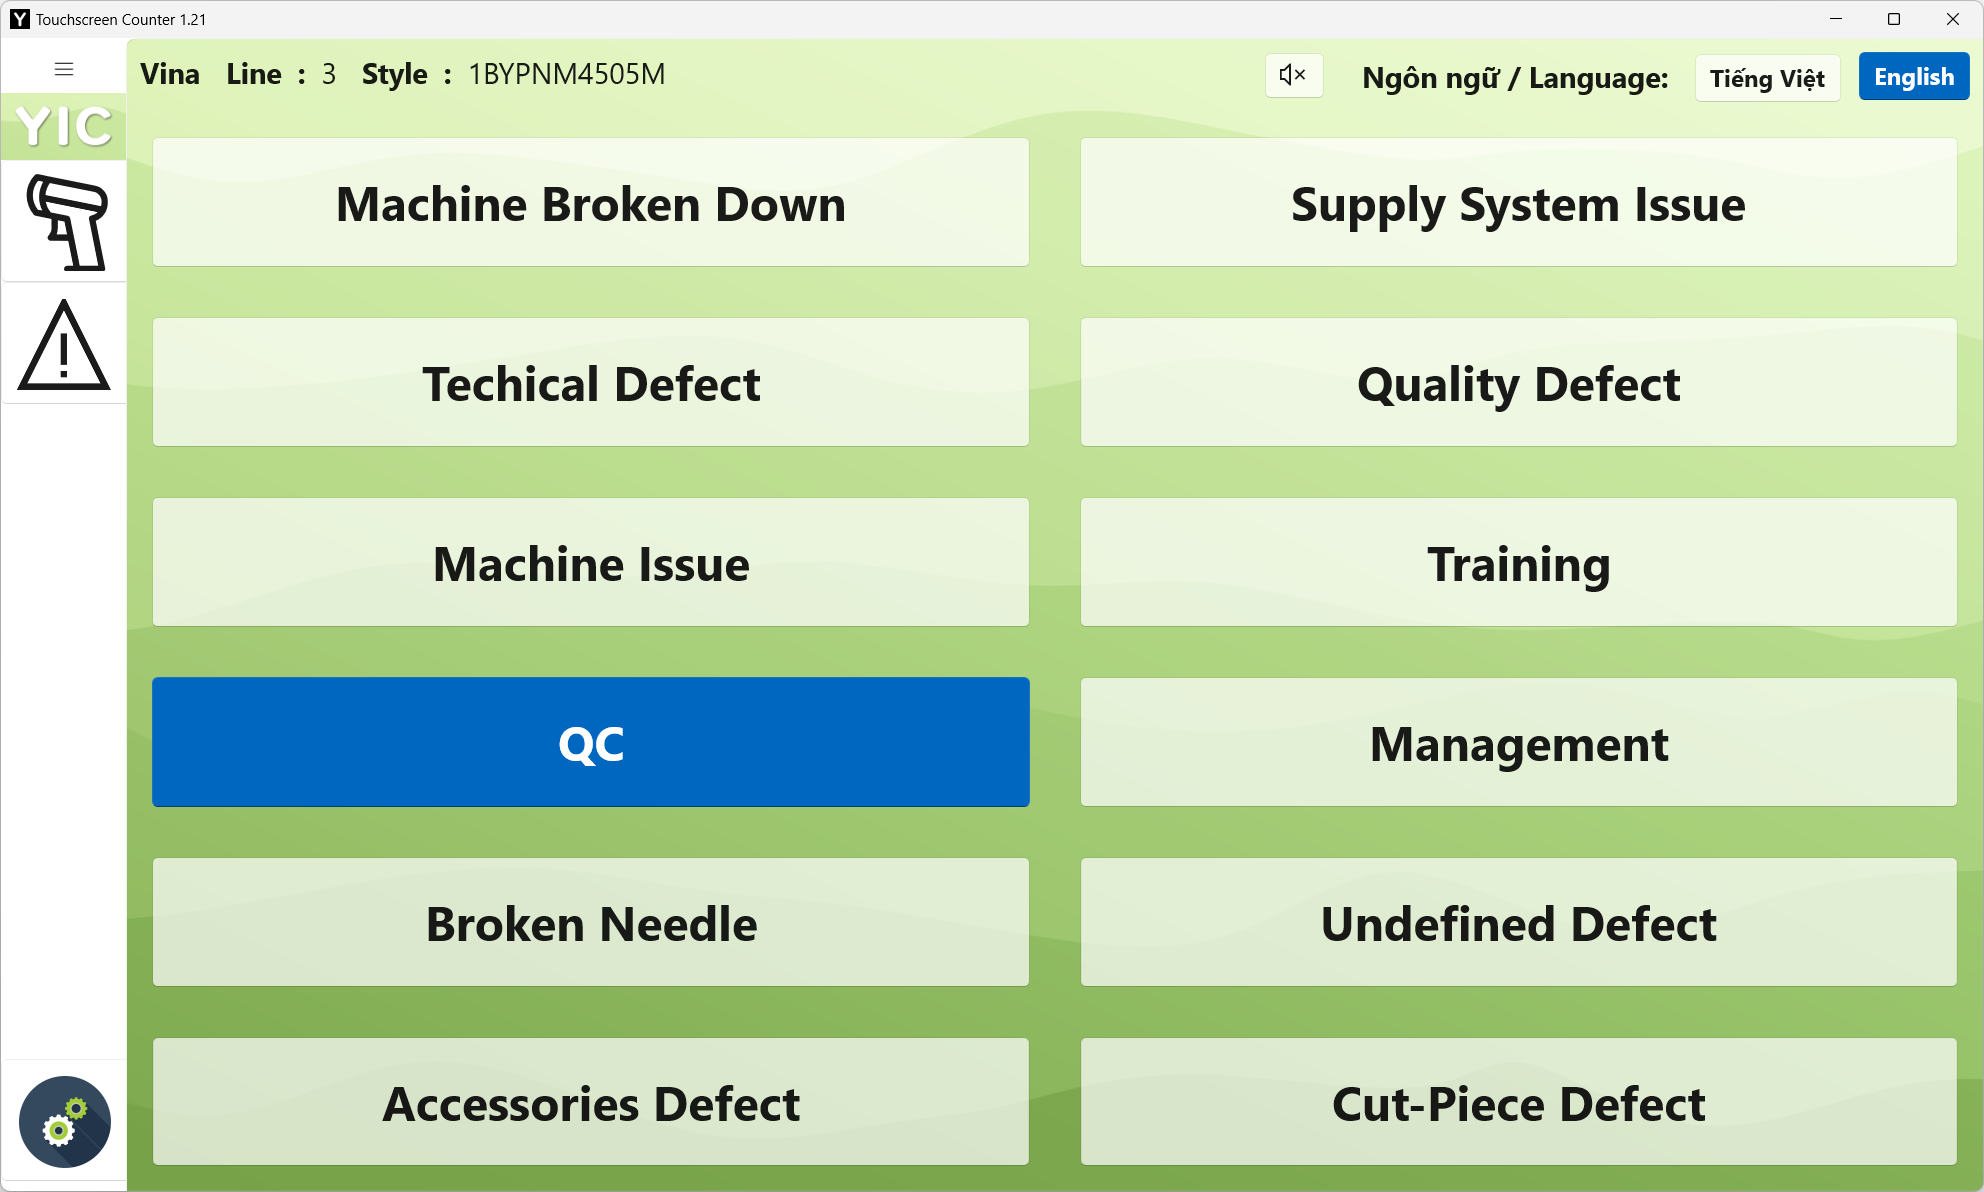 Touchscreen Counter 1.21
Vina Line : 3 Style : 1BYPNM4505M
Ngôn ngữ / Language: Tiếng Việt English
YIC
Machine Broken Down
Supply System Issue
Techical Defect
Quality Defect
Machine Issue
Training
QC
Management
Broken Needle
Undefined Defect
Accessories Defect
Cut-Piece Defect